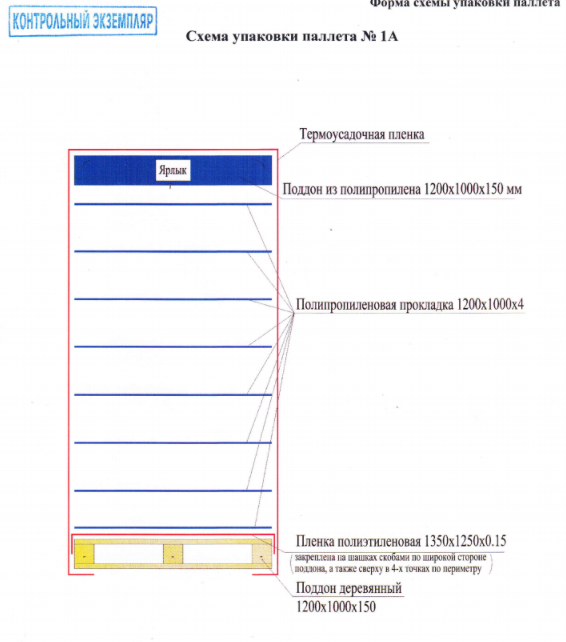 Форма схемы упаковки паллета
КОНТРОЛЬНЫЙ ЭКЗЕМПЛЯР
Схема упаковки паллета № 1А
Термоусадочная пленка
Ярлык
Поддон из полипропилена 1200х1000х150 мм
Полипропиленовая прокладка 1200х1000х4
Пленка полиэтиленовая 1350х1250х0.15
закреплена на шашках скобами по широкой стороне
поддона, а также сверху в 4-х точках по периметру
Поддон деревянный
1200х1000х150